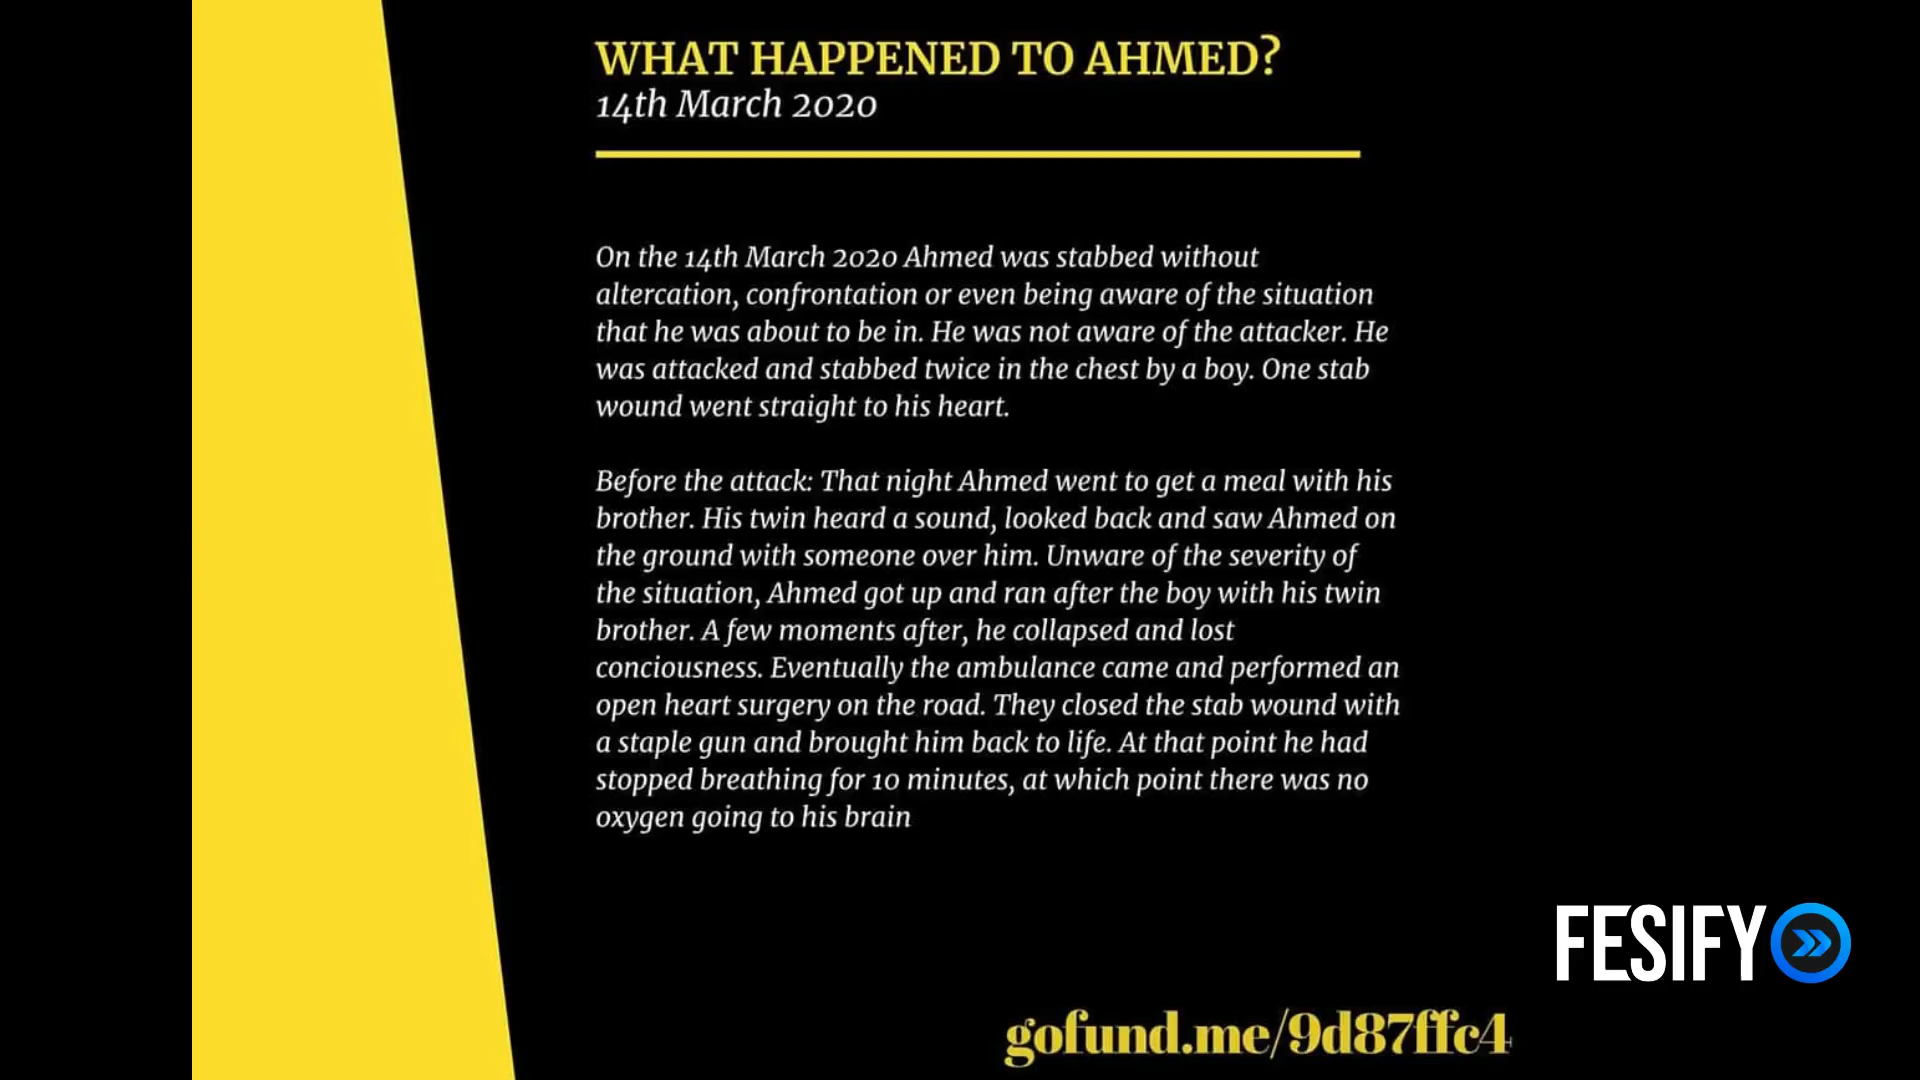 WHAT HAPPENED TO AHMED?
14th March 2020
On the 14th March 2020 Ahmed was stabbed without
altercation, confrontation or even being aware of the situation
that he was about to be in. He was not aware of the attacker. He
was attacked and stabbed twice in the chest by a boy. One stab
wound went straight to his heart.
Before the attack: That night Ahmed went to get a meal with his
brother. His twin heard a sound, looked back and saw Ahmed on
the ground with someone over him. Unware of the severity of
the situation, Ahmed got up and ran after the boy with his twin
brother. A few moments after, he collapsed and lost
conciousness. Eventually the ambulance came and performed an
open heart surgery on the road. They closed the stab wound with
a staple gun and brought him back to life. At that point he had
stopped breathing for 10 minutes, at which point there was no
oxygen going to his brain
FESIFY
gofund.me/9d87ffc4